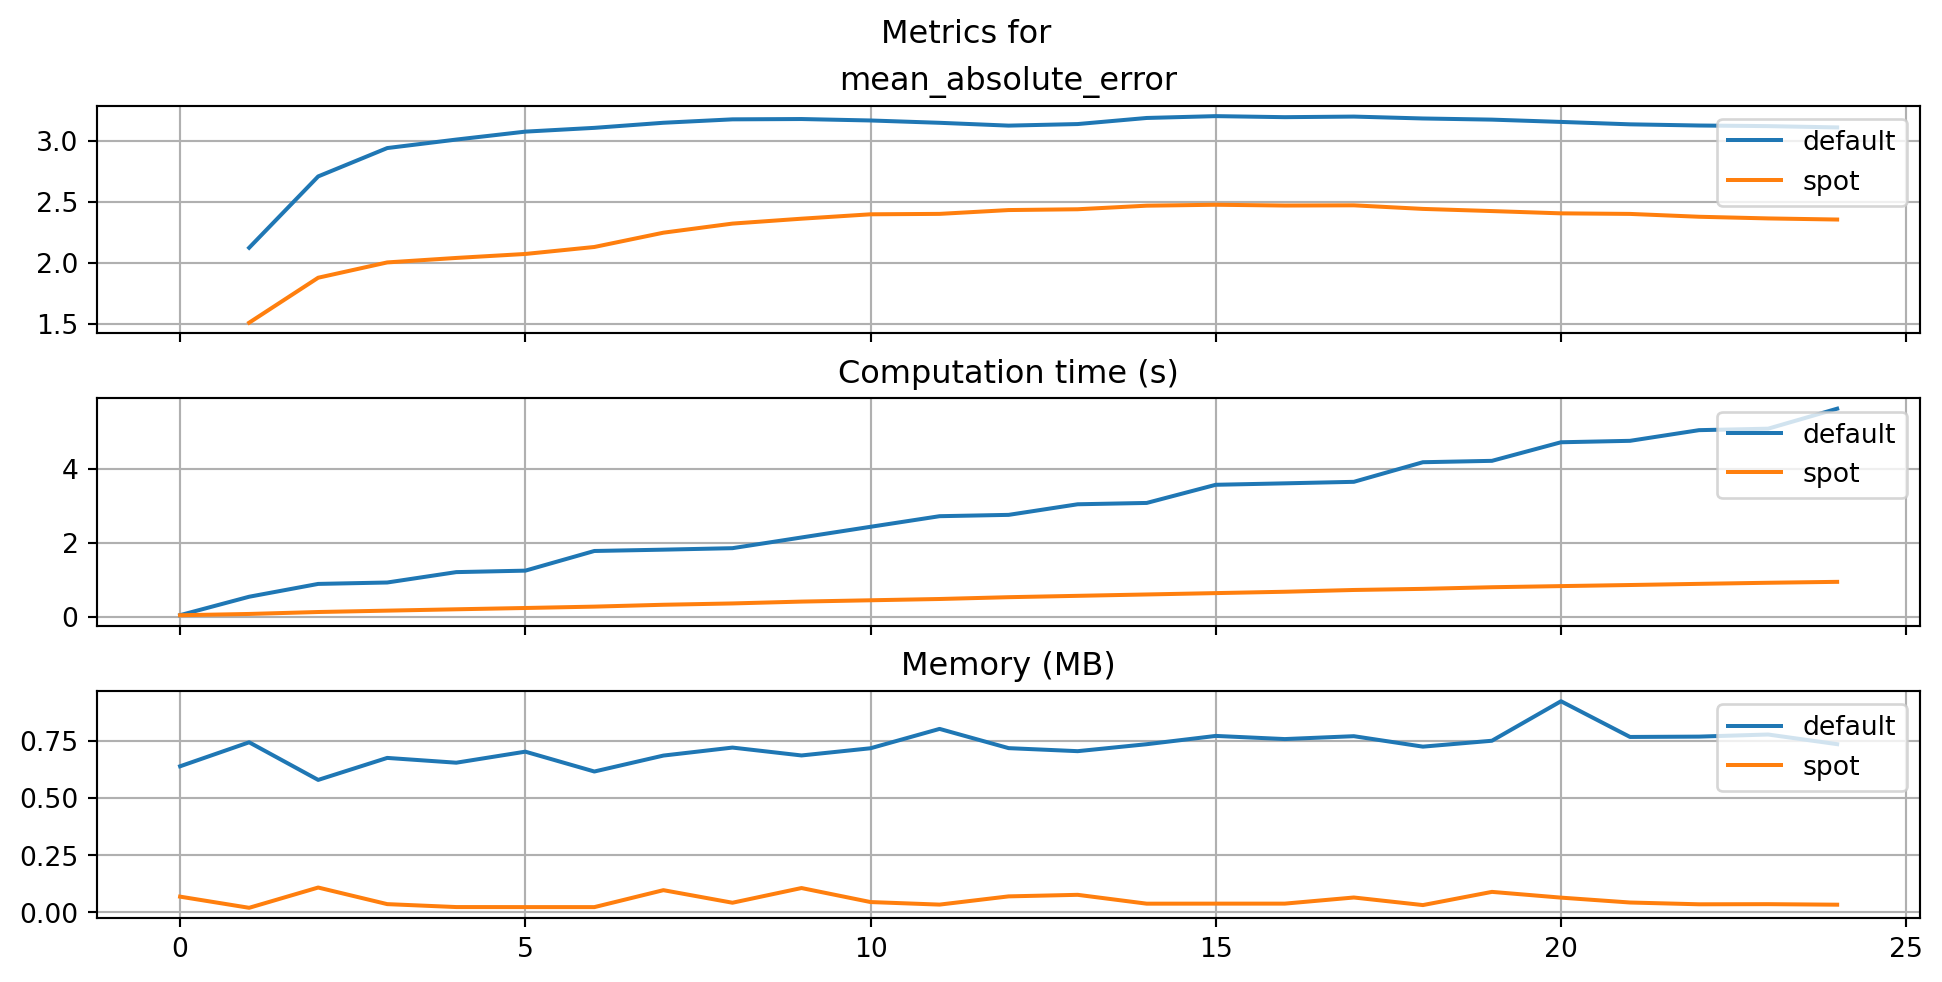 Metrics for
mean_absolute_error
3.0
2.5
2.0
1.5
default
spot
Computation time (s)
4
2
0
default
spot
Memory (MB)
0.75
0.50
0.25
0.00
default
spot
0 5 10 15 20 25